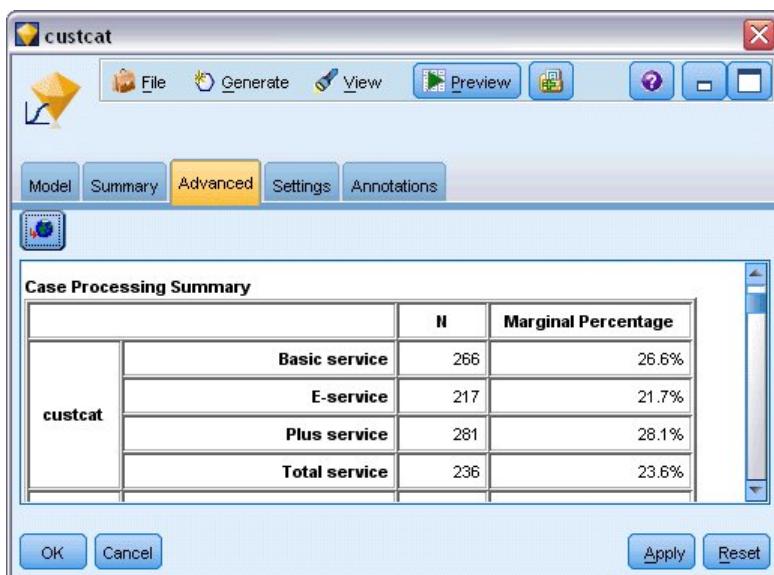 custcat
File Generate View Preview
Model Summary Advanced Settings Annotations
Case Processing Summary
N Marginal Percentage
custcat
Basic service 266 26.6%
E-service 217 21.7%
Plus service 281 28.1%
Total service 236 23.6%
OK Cancel Apply Reset